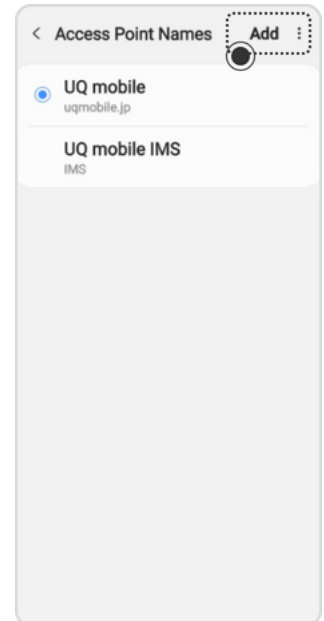 Access Point Names Add
UQ mobile
uqmobile.jp
UQ mobile IMS
IMS